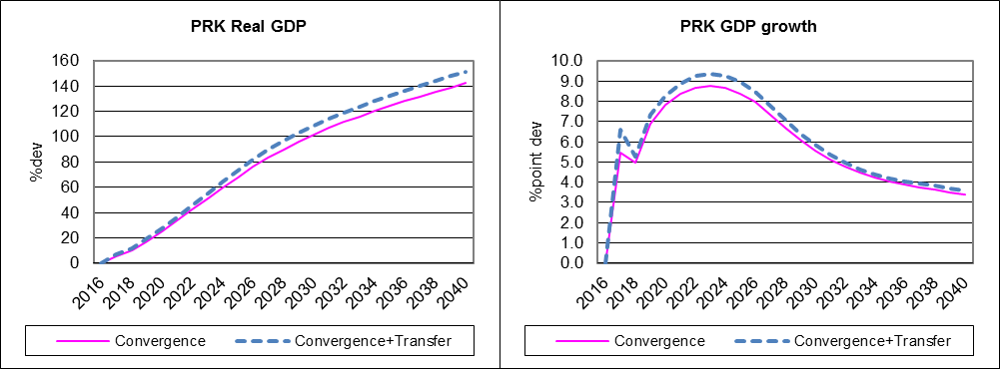 PRK Real GDP
%dev
160
140
120
100
80
60
40
20
0
2016 2018 2020 2022 2024 2026 2028 2030 2032 2034 2036 2038 2040
Convergence Convergence+Transfer
PRK GDP growth
%point dev
10.0
9.0
8.0
7.0
6.0
5.0
4.0
3.0
2.0
1.0
0.0
2016 2018 2020 2022 2024 2026 2028 2030 2032 2034 2036 2038 2040
Convergence Convergence+Transfer